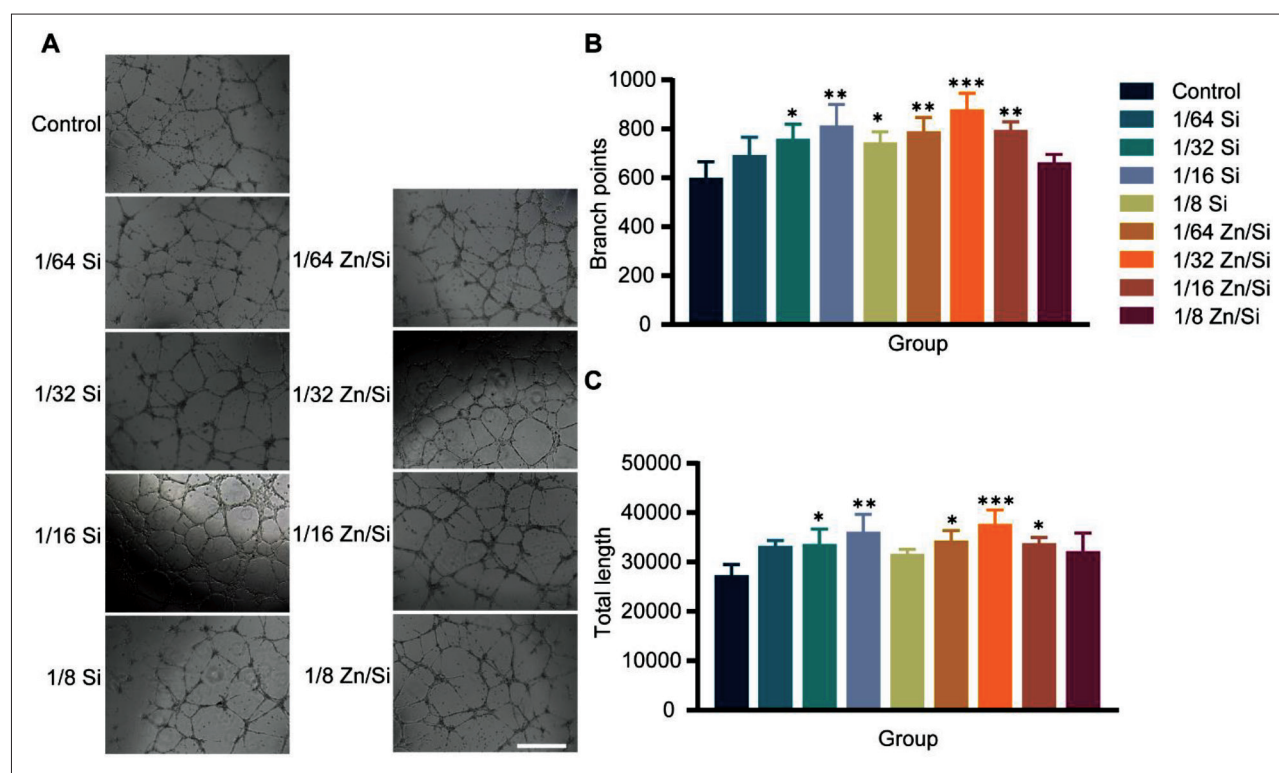 A
Control
1/64 Si
1/64 Zn/Si
1/32 Si
1/32 Zn/Si
1/16 Si
1/16 Zn/Si
1/8 Si
1/8 Zn/Si
B
Branch points
1000
800
600
400
200
0
* ** * ** *** **
Group
Control
1/64 Si
1/32 Si
1/16 Si
1/8 Si
1/64 Zn/Si
1/32 Zn/Si
1/16 Zn/Si
1/8 Zn/Si
C
Total length
50000
40000
30000
20000
10000
0
* ** * *** *
Group